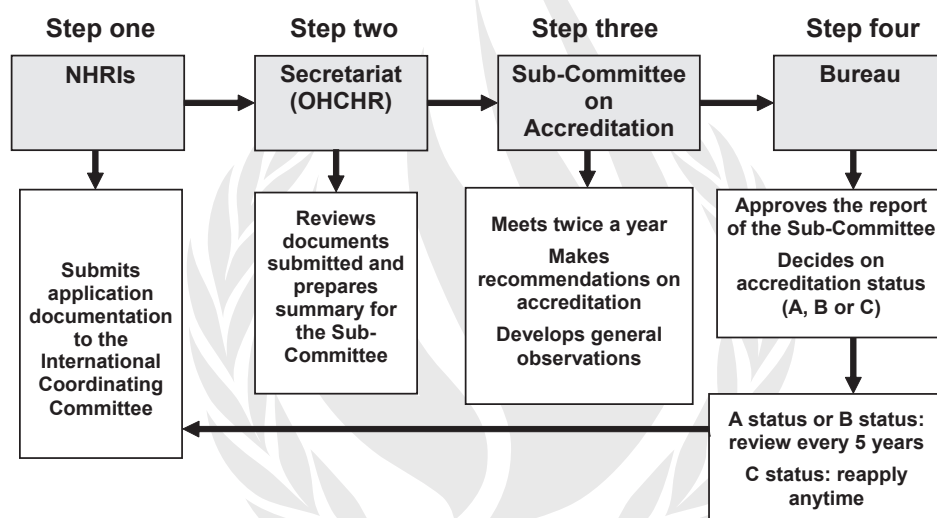 Step one
Step two
Step three
Step four
NHRIs
Secretariat
(OHCHR)
Sub-Committee
on
Accreditation
Bureau
Submits
application
documentation
to the
International
Coordinating
Committee
Reviews
documents
submitted and
prepares
summary for
the Sub-
Committee
Meets twice a year
Makes
recommendations on
accreditation
Develops general
observations
Approves the report
of the Sub-Committee
Decides on
accreditation status
(A, B or C)
A status or B status:
review every 5 years
C status: reapply
anytime